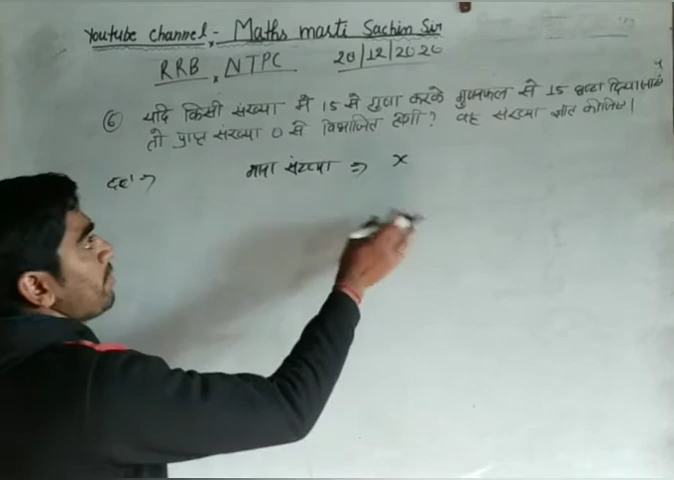 Youtube channel - Maths masti Sachin Sir
RRB, NTPC 20/12/2020
⑥ यदि किसी संख्या में 15 से गुणा करके गुणनफल से 15 घटा दिया जाये
तो प्राप्त संख्या 0 से विभाजित होगी? वह संख्या ज्ञात कीजिए।
माना संख्या ⇒ x